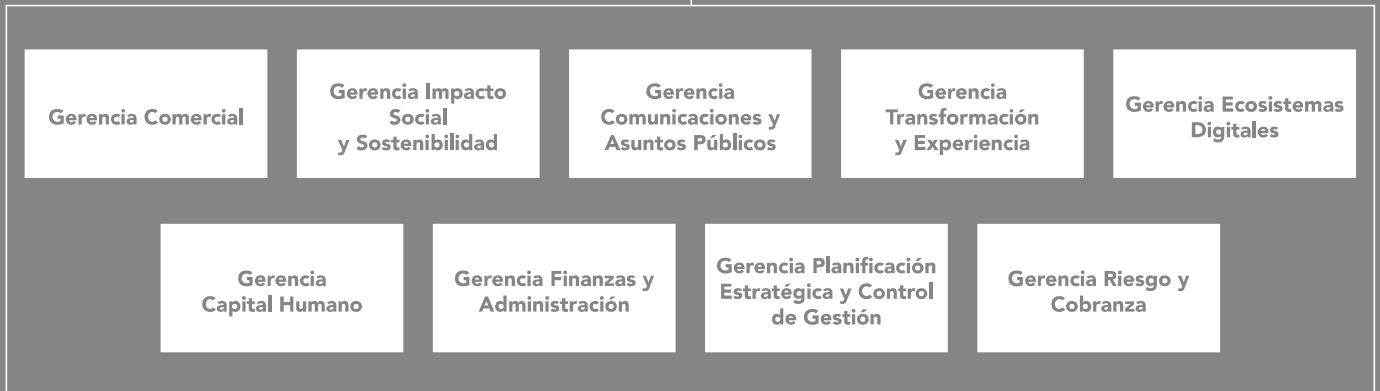 Gerencia Comercial
Gerencia Impacto
Social
y Sostenibilidad
Gerencia
Comunicaciones y
Asuntos Públicos
Gerencia
Transformación
y Experiencia
Gerencia Ecosistemas
Digitales
Gerencia
Capital Humano
Gerencia Finanzas y
Administración
Gerencia Planificación
Estratégica y Control
de Gestión
Gerencia Riesgo y
Cobranza